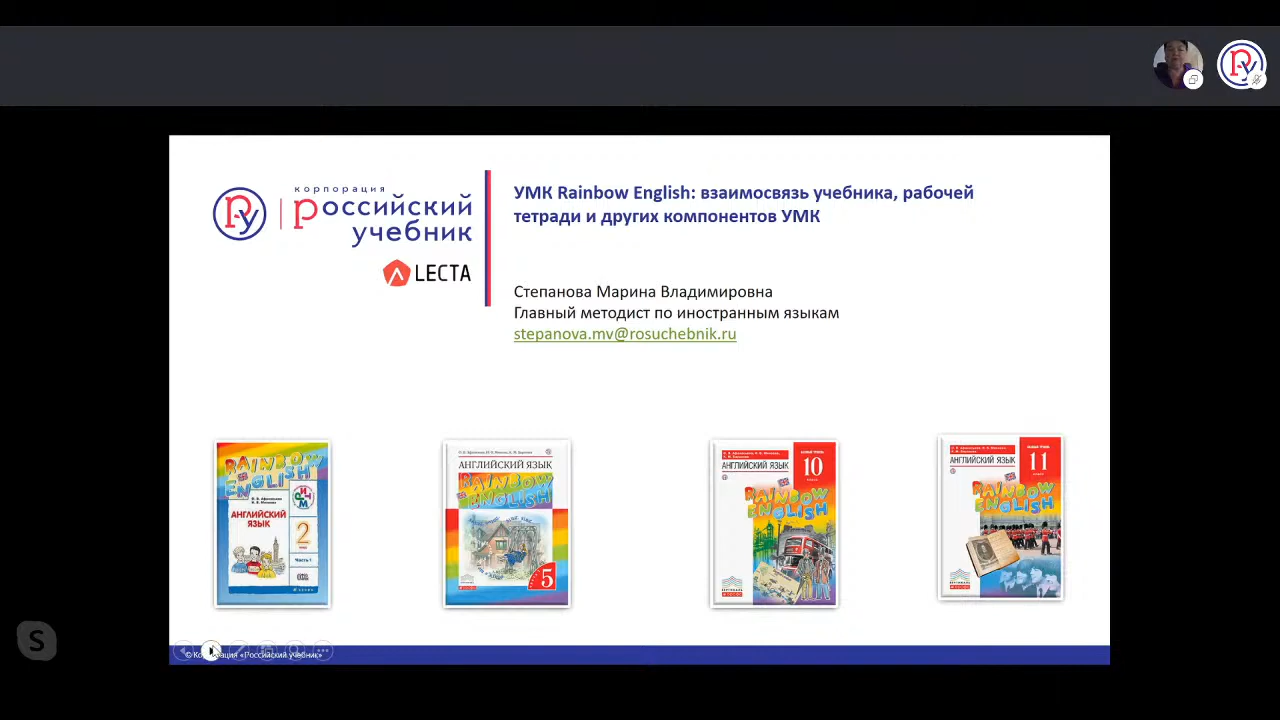 корпорация
российский
учебник
LECTA
УМК Rainbow English: взаимосвязь учебника, рабочей
тетради и других компонентов УМК
Степанова Марина Владимировна
Главный методист по иностранным языкам
stepanova.mv@rosuchebnik.ru
RAINBOW
ENGLISH
АНГЛИЙСКИЙ
ЯЗЫК
2
Часть 1
АНГЛИЙСКИЙ ЯЗЫК
RAINBOW
ENGLISH
5
10
АНГЛИЙСКИЙ ЯЗЫК
RAINBOW
ENGLISH
11
АНГЛИЙСКИЙ ЯЗЫК
RAINBOW
ENGLISH
«Российский учебник»